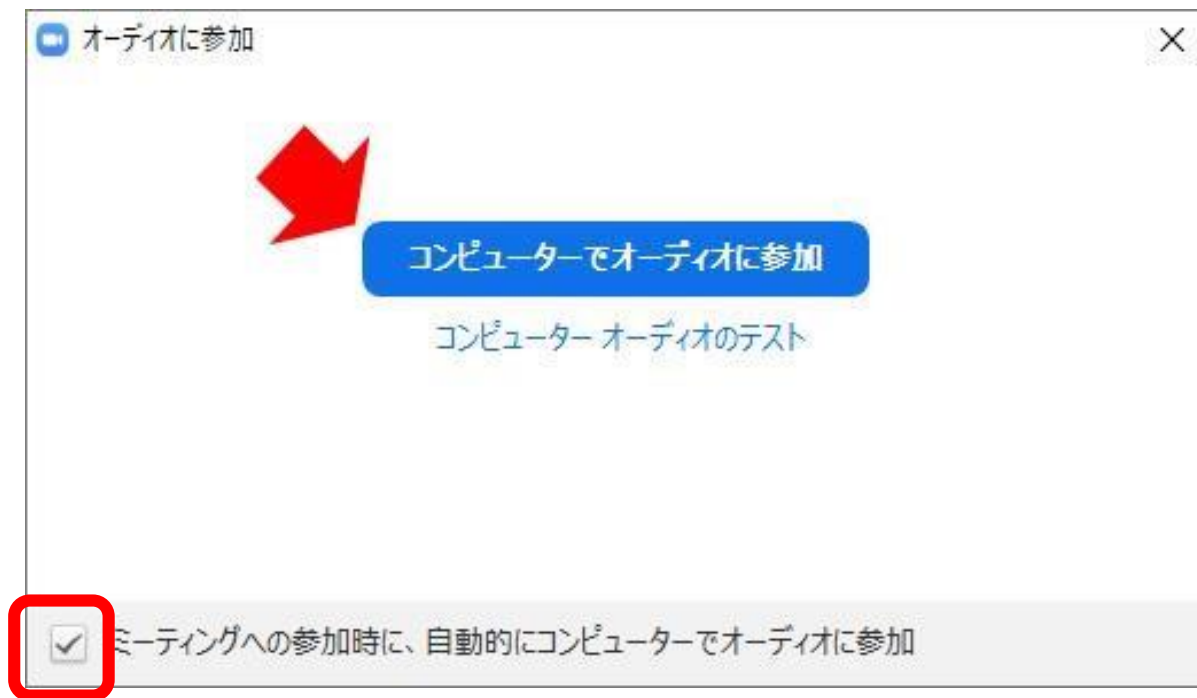 オーディオに参加
コンピューターでオーディオに参加
コンピューター オーディオのテスト
ミーティングへの参加時に、自動的にコンピューターでオーディオに参加